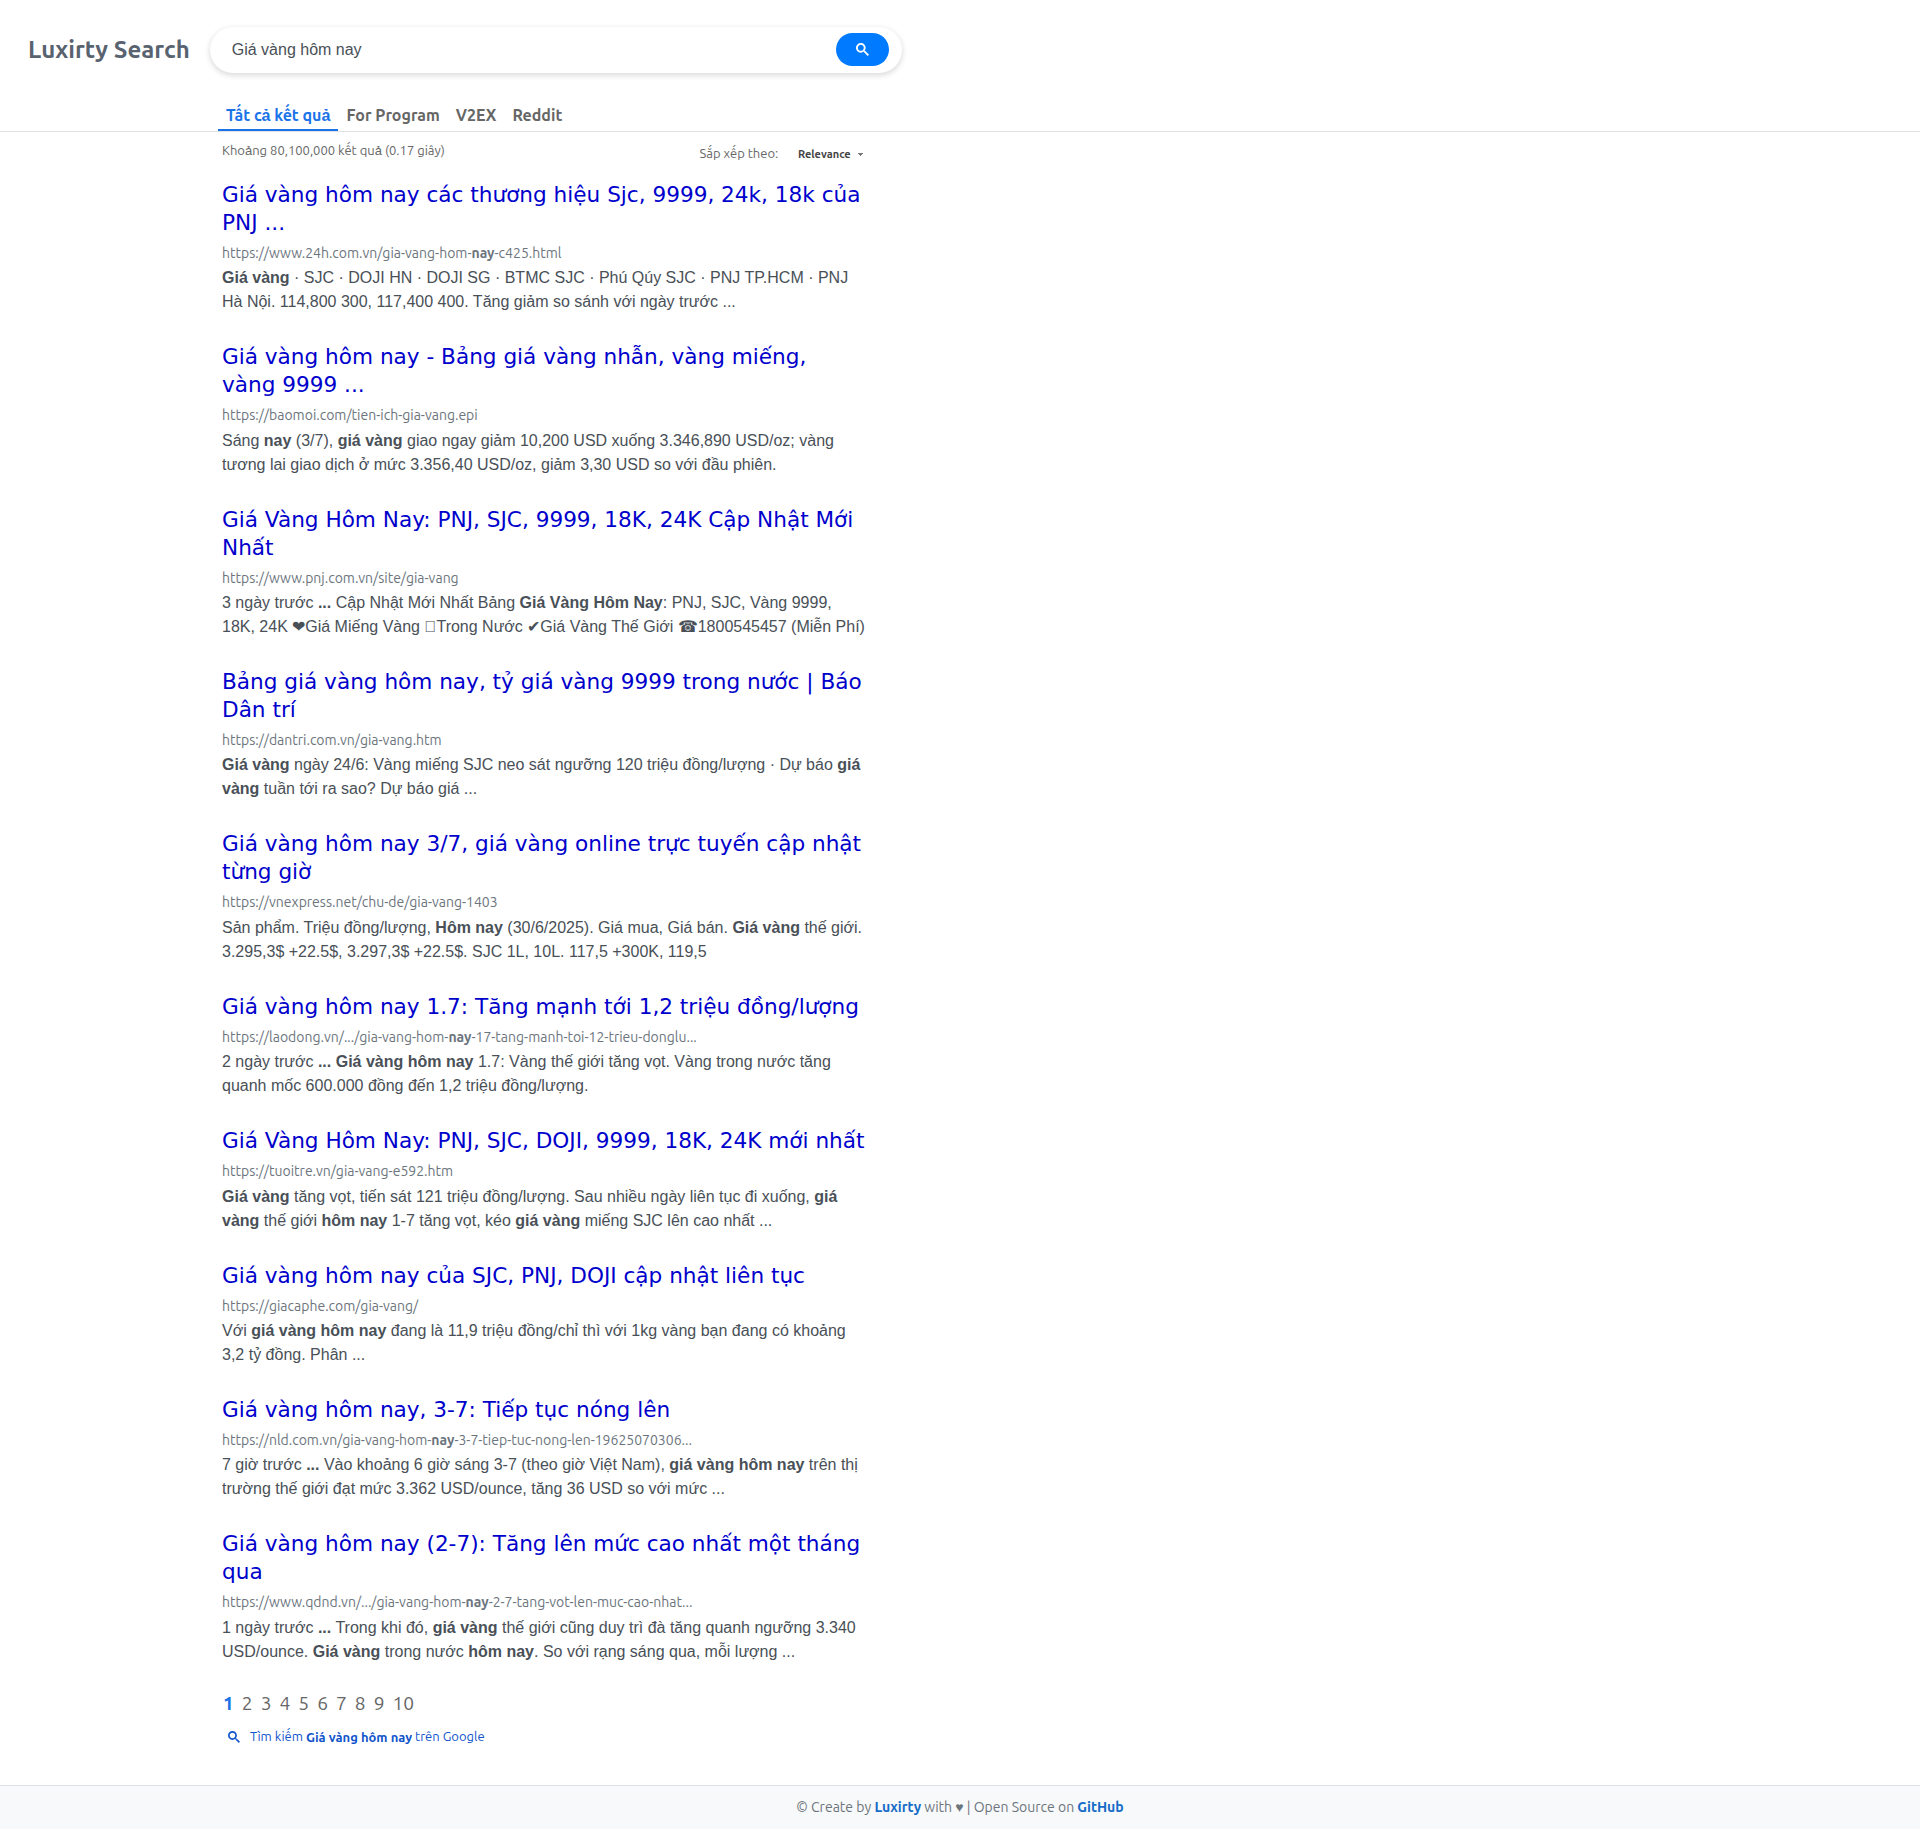 Luxirty Search
Giá vàng hôm nay
Tất cả kết quả For Program V2EX Reddit
Khoảng 80,100,000 kết quả (0.17 giây)
Sắp xếp theo: Relevance
Giá vàng hôm nay các thương hiệu Sjc, 9999, 24k, 18k của
PNJ ...
https://www.24h.com.vn/gia-vang-hom-nay-c425.html
Giá vàng · SJC · DOJI HN · DOJI SG · BTMC SJC · Phú Qúy SJC · PNJ TP.HCM · PNJ
Hà Nội. 114,800 300, 117,400 400. Tăng giảm so sánh với ngày trước ...
Giá vàng hôm nay - Bảng giá vàng nhẫn, vàng miếng,
vàng 9999 ...
https://baomoi.com/tien-ich-gia-vang.epi
Sáng nay (3/7), giá vàng giao ngay giảm 10,200 USD xuống 3.346,890 USD/oz; vàng
tương lai giao dịch ở mức 3.356,40 USD/oz, giảm 3,30 USD so với đầu phiên.
Giá Vàng Hôm Nay: PNJ, SJC, 9999, 18K, 24K Cập Nhật Mới
Nhất
https://www.pnj.com.vn/site/gia-vang
3 ngày trước ... Cập Nhật Mới Nhất Bảng Giá Vàng Hôm Nay: PNJ, SJC, Vàng 9999,
18K, 24K ❤Giá Miếng Vàng Trong Nước ✔Giá Vàng Thế Giới ☎1800545457 (Miễn Phí)
Bảng giá vàng hôm nay, tỷ giá vàng 9999 trong nước | Báo
Dân trí
https://dantri.com.vn/gia-vang.htm
Giá vàng ngày 24/6: Vàng miếng SJC neo sát ngưỡng 120 triệu đồng/lượng · Dự báo giá
vàng tuần tới ra sao? Dự báo giá ...
Giá vàng hôm nay 3/7, giá vàng online trực tuyến cập nhật
từng giờ
https://vnexpress.net/chu-de/gia-vang-1403
Sản phẩm. Triệu đồng/lượng, Hôm nay (30/6/2025). Giá mua, Giá bán. Giá vàng thế giới.
3.295,3$ +22.5$, 3.297,3$ +22.5$. SJC 1L, 10L. 117,5 +300K, 119,5
Giá vàng hôm nay 1.7: Tăng mạnh tới 1,2 triệu đồng/lượng
https://laodong.vn/.../gia-vang-hom-nay-17-tang-manh-toi-12-trieu-donglu...
2 ngày trước ... Giá vàng hôm nay 1.7: Vàng thế giới tăng vọt. Vàng trong nước tăng
quanh mốc 600.000 đồng đến 1,2 triệu đồng/lượng.
Giá Vàng Hôm Nay: PNJ, SJC, DOJI, 9999, 18K, 24K mới nhất
https://tuoitre.vn/gia-vang-e592.htm
Giá vàng tăng vọt, tiến sát 121 triệu đồng/lượng. Sau nhiều ngày liên tục đi xuống, giá
vàng thế giới hôm nay 1-7 tăng vọt, kéo giá vàng miếng SJC lên cao nhất ...
Giá vàng hôm nay của SJC, PNJ, DOJI cập nhật liên tục
https://giacaphe.com/gia-vang/
Với giá vàng hôm nay đang là 11,9 triệu đồng/chỉ thì với 1kg vàng bạn đang có khoảng
3,2 tỷ đồng. Phân ...
Giá vàng hôm nay, 3-7: Tiếp tục nóng lên
https://nld.com.vn/gia-vang-hom-nay-3-7-tiep-tuc-nong-len-19625070306...
7 giờ trước ... Vào khoảng 6 giờ sáng 3-7 (theo giờ Việt Nam), giá vàng hôm nay trên thị
trường thế giới đạt mức 3.362 USD/ounce, tăng 36 USD so với mức ...
Giá vàng hôm nay (2-7): Tăng lên mức cao nhất một tháng
qua
https://www.qdnd.vn/.../gia-vang-hom-nay-2-7-tang-vot-len-muc-cao-nhat...
1 ngày trước ... Trong khi đó, giá vàng thế giới cũng duy trì đà tăng quanh ngưỡng 3.340
USD/ounce. Giá vàng trong nước hôm nay. So với rạng sáng qua, mỗi lượng ...
1 2 3 4 5 6 7 8 9 10
Tìm kiếm Giá vàng hôm nay trên Google
© Create by Luxirty with ♥ | Open Source on GitHub